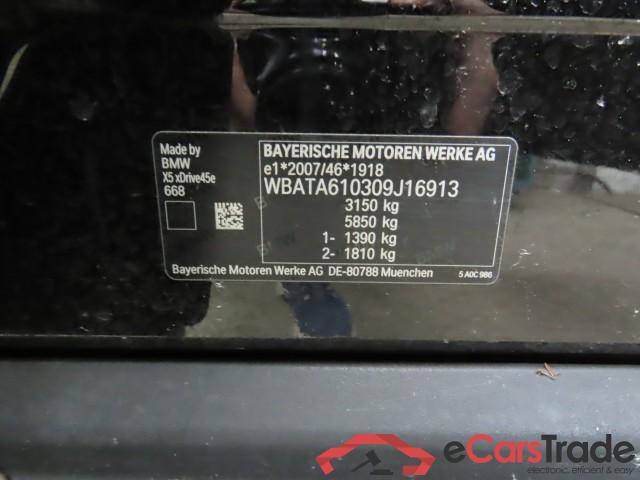 Made by
BMW
X5 xDrive45e
668
BAYERISCHE MOTOREN WERKE AG
e1*2007/46*1918
WBATA610309J16913
3150 kg
5850 kg
1- 1390 kg
2- 1810 kg
Bayerische Motoren Werke AG DE-80788 Muenchen
5 A0C 986
BMW
BMW
eCarsTrade
electronic, efficient & easy